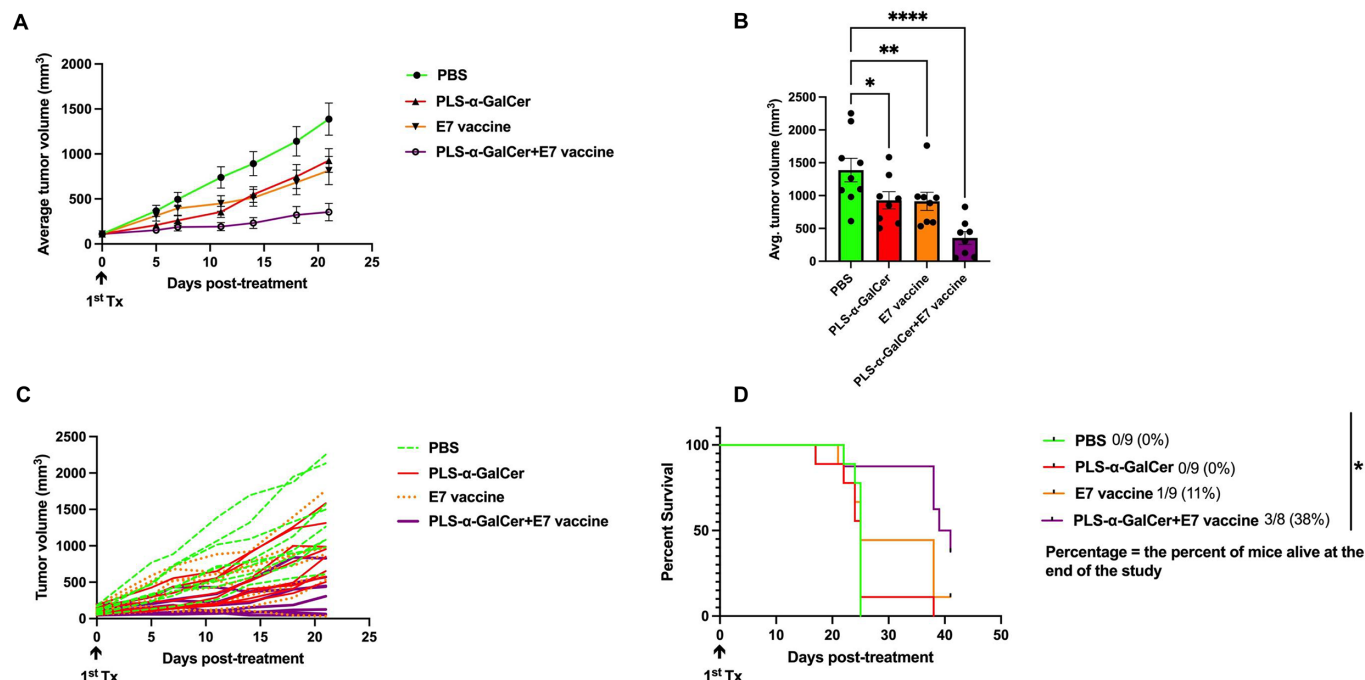 A
Average tumor volume (mm³)
2000
1500
1000
500
0
0 5 10 15 20 25
Days post-treatment
1st Tx
PBS
PLS-α-GalCer
E7 vaccine
PLS-α-GalCer+E7 vaccine
B
****
**
*
Avg. tumor volume (mm³)
2500
2000
1500
1000
500
0
PBS
PLS-α-GalCer
E7 vaccine
PLS-α-GalCer+E7 vaccine
C
Tumor volume (mm³)
2500
2000
1500
1000
500
0
0 5 10 15 20 25
Days post-treatment
1st Tx
PBS
PLS-α-GalCer
E7 vaccine
PLS-α-GalCer+E7 vaccine
D
Percent Survival
100
50
0
0 10 20 30 40 50
Days post-treatment
1st Tx
PBS 0/9 (0%)
PLS-α-GalCer 0/9 (0%)
E7 vaccine 1/9 (11%)
PLS-α-GalCer+E7 vaccine 3/8 (38%)
*
Percentage = the percent of mice alive at the
end of the study